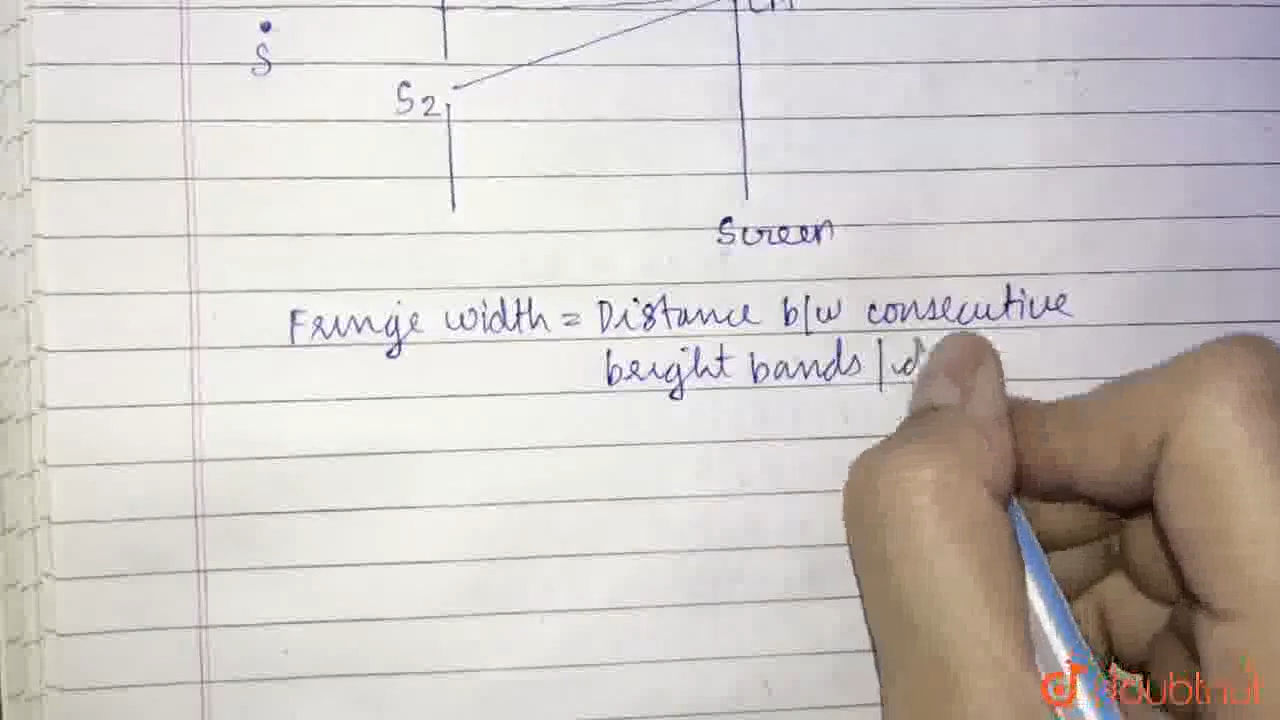 S
S2
Screen
Fringe width = Distance b/w consecutive
bright bands / d
doubtnut